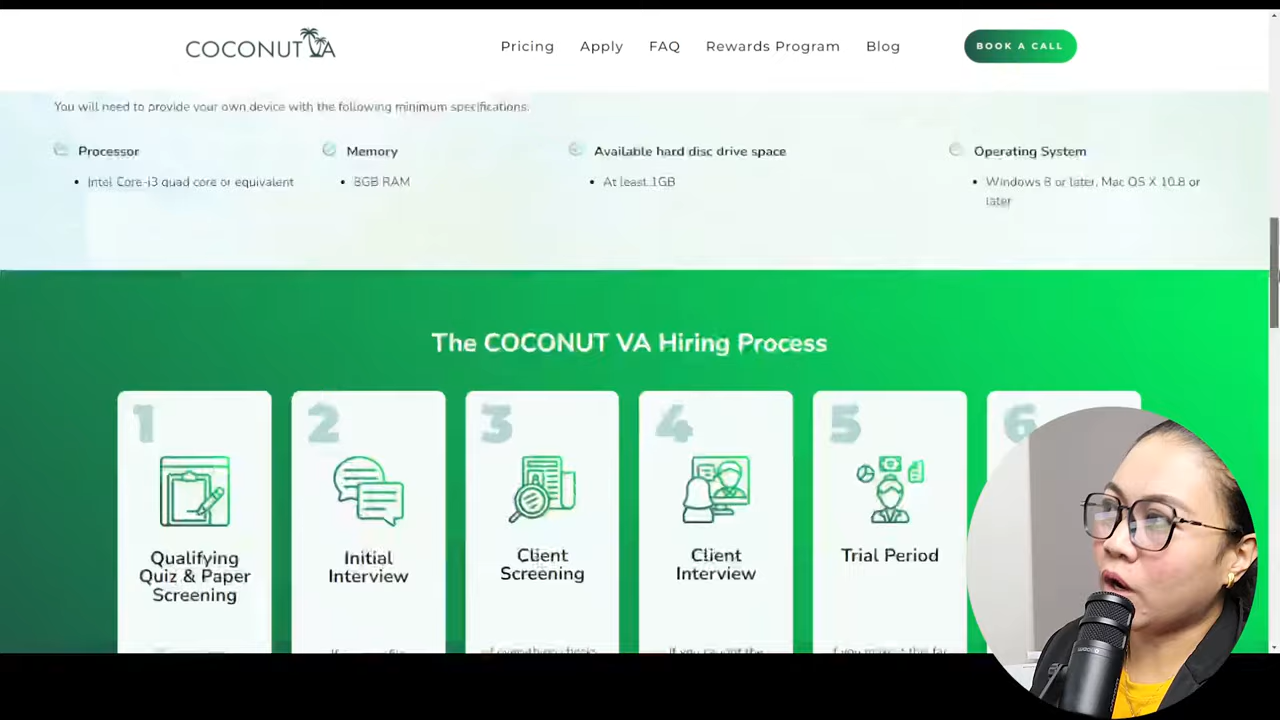 COCONUT VA
Pricing
Apply
FAQ
Rewards Program
Blog
BOOK A CALL
You will need to provide your own device with the following minimum specifications:
Processor
Memory
Available hard disc drive space
Operating System
• Intel Core-i3 quad core or equivalent
• 8GB RAM
• At least 1GB
• Windows 8 or later, Mac OS X 10.8 or
later
The COCONUT VA Hiring Process
1
2
3
4
5
6
Qualifying
Quiz & Paper
Screening
Initial
Interview
Client
Screening
Client
Interview
Trial Period